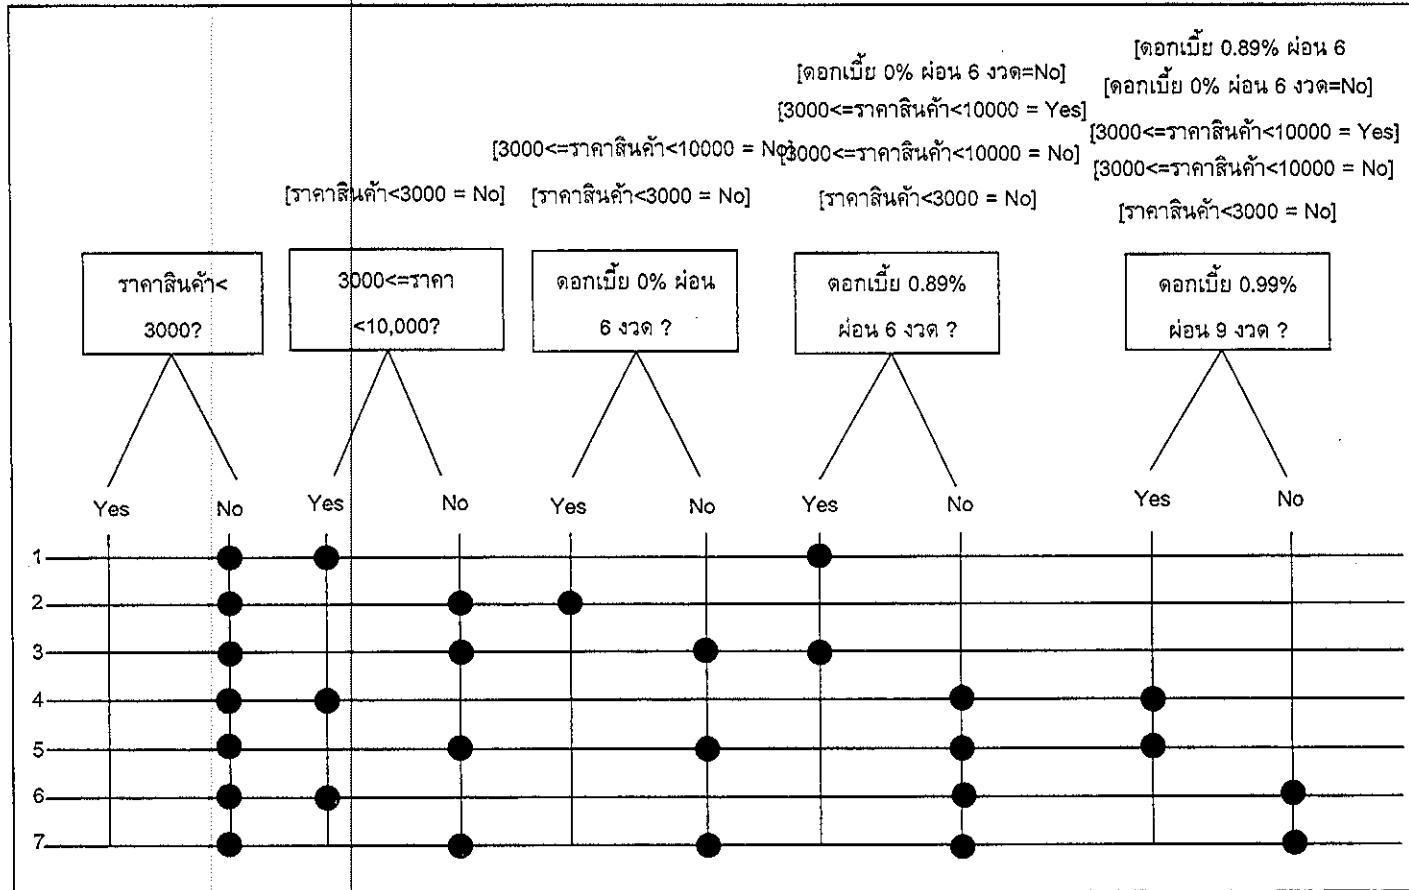 [ดอกเบี้ย 0.89% ผ่อน 6
[ดอกเบี้ย 0% ผ่อน 6 งวด=No]
[ดอกเบี้ย 0% ผ่อน 6 งวด=No]
[3000<=ราคาสินค้า<10000 = Yes]
[3000<=ราคาสินค้า<10000 = Yes]
[3000<=ราคาสินค้า<10000 = No]
[3000<=ราคาสินค้า<10000 = No]
[3000<=ราคาสินค้า<10000 = No]
[ราคาสินค้า<3000 = No]
[ราคาสินค้า<3000 = No]
[ราคาสินค้า<3000 = No]
[ราคาสินค้า<3000 = No]
ราคาสินค้า<
3000?
3000<=ราคา
<10,000?
ดอกเบี้ย 0% ผ่อน
6 งวด ?
ดอกเบี้ย 0.89%
ผ่อน 6 งวด ?
ดอกเบี้ย 0.99%
ผ่อน 9 งวด ?
Yes No Yes No Yes No Yes No Yes No
1
2
3
4
5
6
7